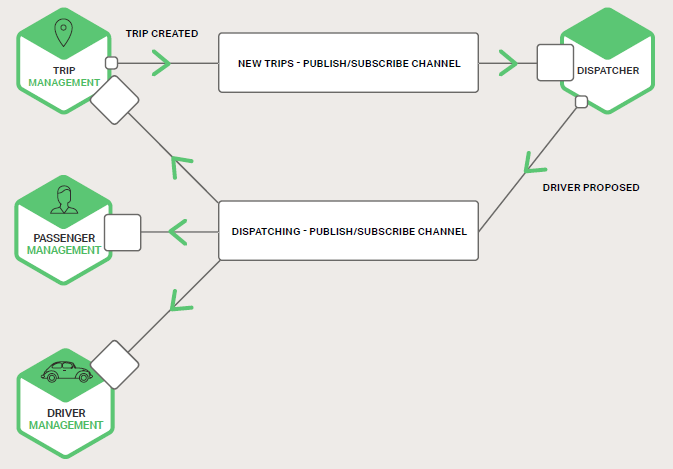 TRIP CREATED
TRIP
MANAGEMENT
NEW TRIPS - PUBLISH/SUBSCRIBE CHANNEL
DISPATCHER
DRIVER PROPOSED
PASSENGER
MANAGEMENT
DISPATCHING - PUBLISH/SUBSCRIBE CHANNEL
DRIVER
MANAGEMENT